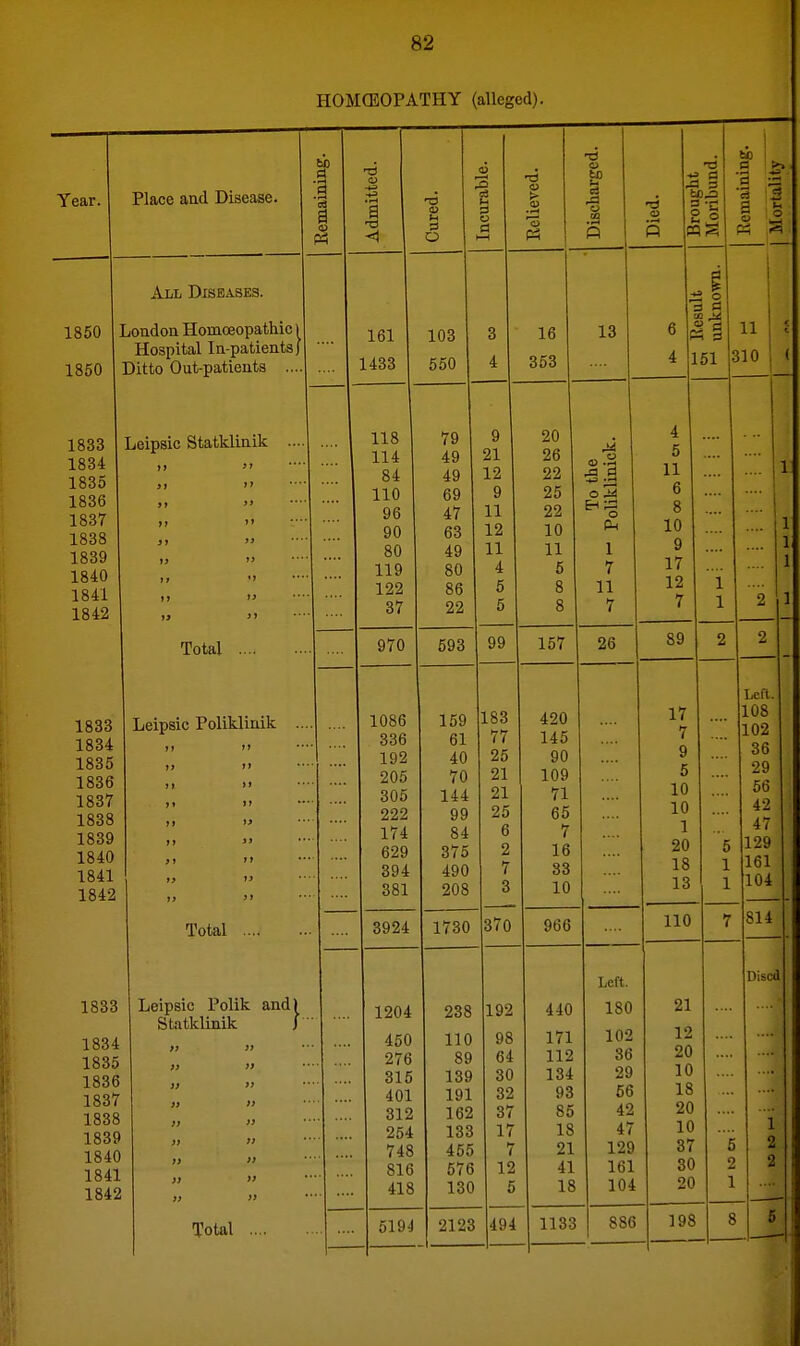 82
HOMŒOPATHY (alleged).
Year. Place and Disease. Remaining. Admitted. Cured. Incurable. Relieved. Discharged. Died. Brought Moribund. Remaining. Mortality
All Diseases. Result unknown.
1850 London Homœopathic Hospital In-patients .... 161 103 3 16 13 6 11
1850 Ditto Out-patients .... .... 1433 550 4 353 .... 4 151 310
To the Poliklinick.
1833 Leipsic Statklinik .... .... 118 79 9 20 4 .... ....
1834 ,, ,, .... .... 114 49 21 26 5 .... ....
1835 ,, ,, .... .... 84 49 12 22 11 .... .... 1
1836 ,, ,, .... .... 110 69 9 25 6 ....
1837 ,, ,, .... .... 96 47 11 22 8 ....
1838 ,, ,, .... .... 90 63 12 10 10 .... .... 1
1839 ,, ,, .... .... 80 49 11 11 1 9 .... .... 1
1840 ,, ,, .... .... 119 80 4 5 7 17 .... .... 1
1841 ,, ,, .... .... 122 86 5 8 11 12 1 ....
1842 ,, ,, .... .... 37 22 5 8 7 7 1 2 1
Total .... .... .... 970 593 99 157 26 89 2 2
Left.
1833 Leipsic Poliklinik .... .... 1086 159 183 420 .... 17 .... 108
1834 ,, ,, .... .... 336 61 77 145 .... 7 .... 102
1835 ,, ,, .... .... 192 40 25 90 .... 9 .... 36
1836 ,, ,, .... .... 205 70 21 109 .... 5 .... 29
1837 ,, ,, .... .... 305 144 21 71 .... 10 .... 56
1838 ,, ,, .... .... 222 99 25 65 .... 10 .... 42
1839 ,, ,, .... .... 174 84 6 7 .... 1 ... 47
1840 ,, ,, .... .... 629 375 2 16 .... 20 5 129
1841 ,, ,, .... .... 394 490 7 33 .... 18 1 161
1842 ,, ,, .... .... 381 208 3 10 .... 13 1 104
Total .... .... .... 3924 1730 370 966 .... 110 7 814
Left. Discd
1833 Leipsic Polik and Statklinik .... 1204 238 192 440 180 21 .... ....
1834 ,, ,, .... .... 450 110 98 171 102 12 .... ....
1835 ,, ,, .... .... 276 89 64 112 36 20 .... ....
1836 ,, ,, .... .... 315 139 30 134 29 10 .... ....
1837 ,, ,, .... .... 401 191 32 93 56 18 .... ....
1838 ,, ,, .... .... 312 162 37 85 42 20 .... ....
1839 ,, ,, .... .... 254 133 17 18 47 10 .... 1
1840 ,, ,, .... .... 748 455 7 21 129 37 5 2
1841 ,, ,, .... .... 816 576 12 41 161 30 2 2
1842 ,, ,, .... .... 418 130 5 18 104 20 1 ....
Total .... .... .... 5194 2123 494 1133 886 198 8 5